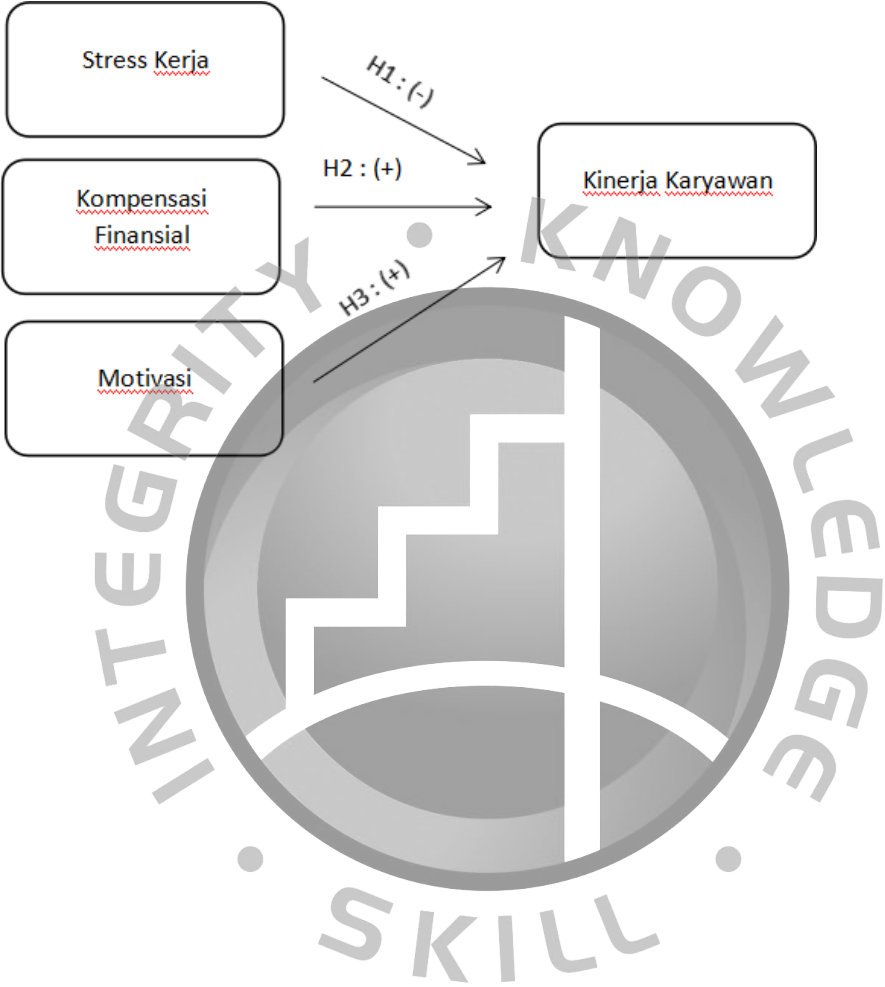 Stress Kerja
H1 : (-)
Kompensasi
Finansial
H2 : (+)
Kinerja Karyawan
Motivasi
H3 : (+)
INTEGRITY • KNOWLEDGE • SKILL •